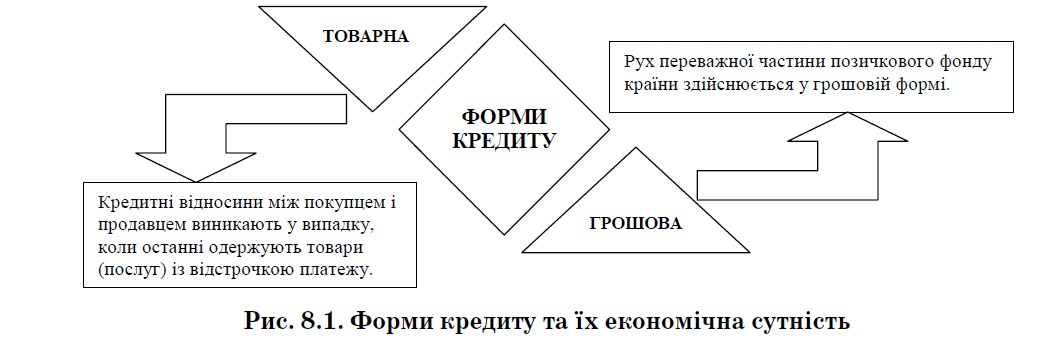 ТОВАРНА
ФОРМИ
КРЕДИТУ
Рух переважної частини позичкового фонду
країни здійснюється у грошовій формі.
Кредитні відносини між покупцем і
продавцем виникають у випадку,
коли останні одержують товари
(послуг) із відстрочкою платежу.
ГРОШОВА
Рис. 8.1. Форми кредиту та їх економічна сутність